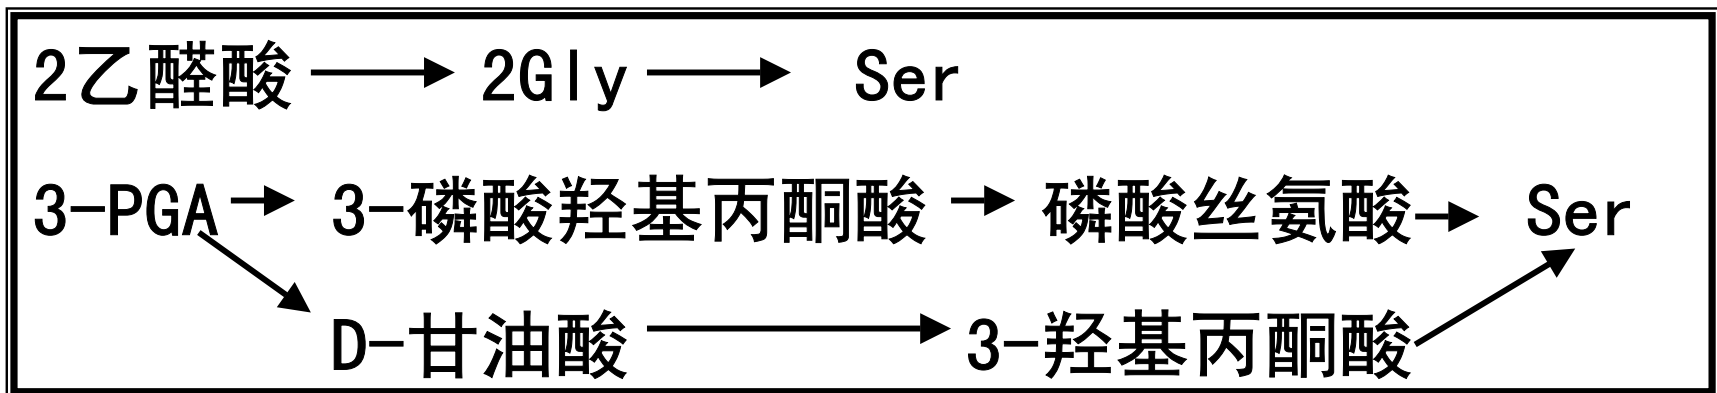 2乙醛酸 → 2Gly → Ser
3-PGA → 3-磷酸羟基丙酮酸 → 磷酸丝氨酸 → Ser
D-甘油酸 → 3-羟基丙酮酸